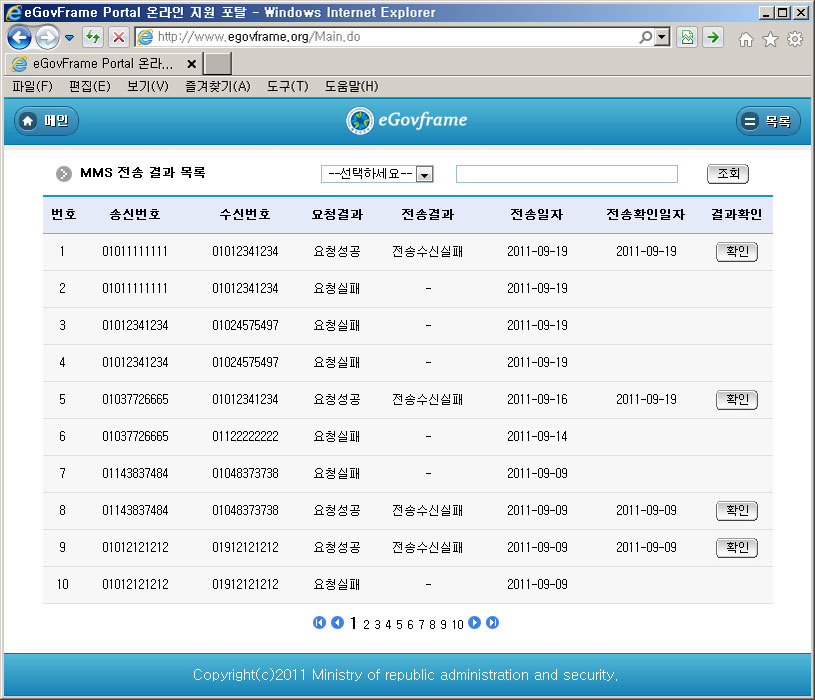 eGovFrame Portal 온라인 지원 포탈 - Windows Internet Explorer
http://www.egovframe.org/Main.do
eGovFrame Portal 온라... ×
파일(F) 편집(E) 보기(V) 즐겨찾기(A) 도구(T) 도움말(H)
메인 eGovframe 목록
MMS 전송 결과 목록 --선택하세요-- 조회
번호 송신번호 수신번호 요청결과 전송결과 전송일자 전송확인일자 결과확인
1 01011111111 01012341234 요청성공 전송수신실패 2011-09-19 2011-09-19 확인
2 01011111111 01012341234 요청실패 - 2011-09-19
3 01012341234 01024575497 요청실패 - 2011-09-19
4 01012341234 01024575497 요청실패 - 2011-09-19
5 01037726665 01012341234 요청성공 전송수신실패 2011-09-16 2011-09-19 확인
6 01037726665 01122222222 요청실패 - 2011-09-14
7 01143837484 01048373738 요청실패 - 2011-09-09
8 01143837484 01048373738 요청성공 전송수신실패 2011-09-09 2011-09-09 확인
9 01012121212 01912121212 요청성공 전송수신실패 2011-09-09 2011-09-09 확인
10 01012121212 01912121212 요청실패 - 2011-09-09
1 2 3 4 5 6 7 8 9 10
Copyright(c)2011 Ministry of republic administration and security.